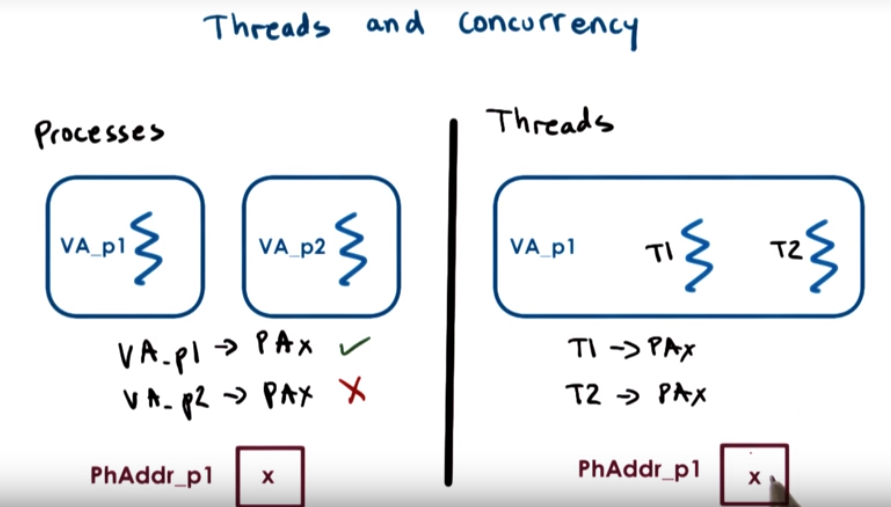 Threads and concurrency
Processes
VA_p1
VA_p2
VA_p1 -> PAx ✓
VA_p2 -> PAx X
PhAddr_p1
x
Threads
VA_p1
T1
T2
T1 -> PAx
T2 -> PAx
PhAddr_p1
x